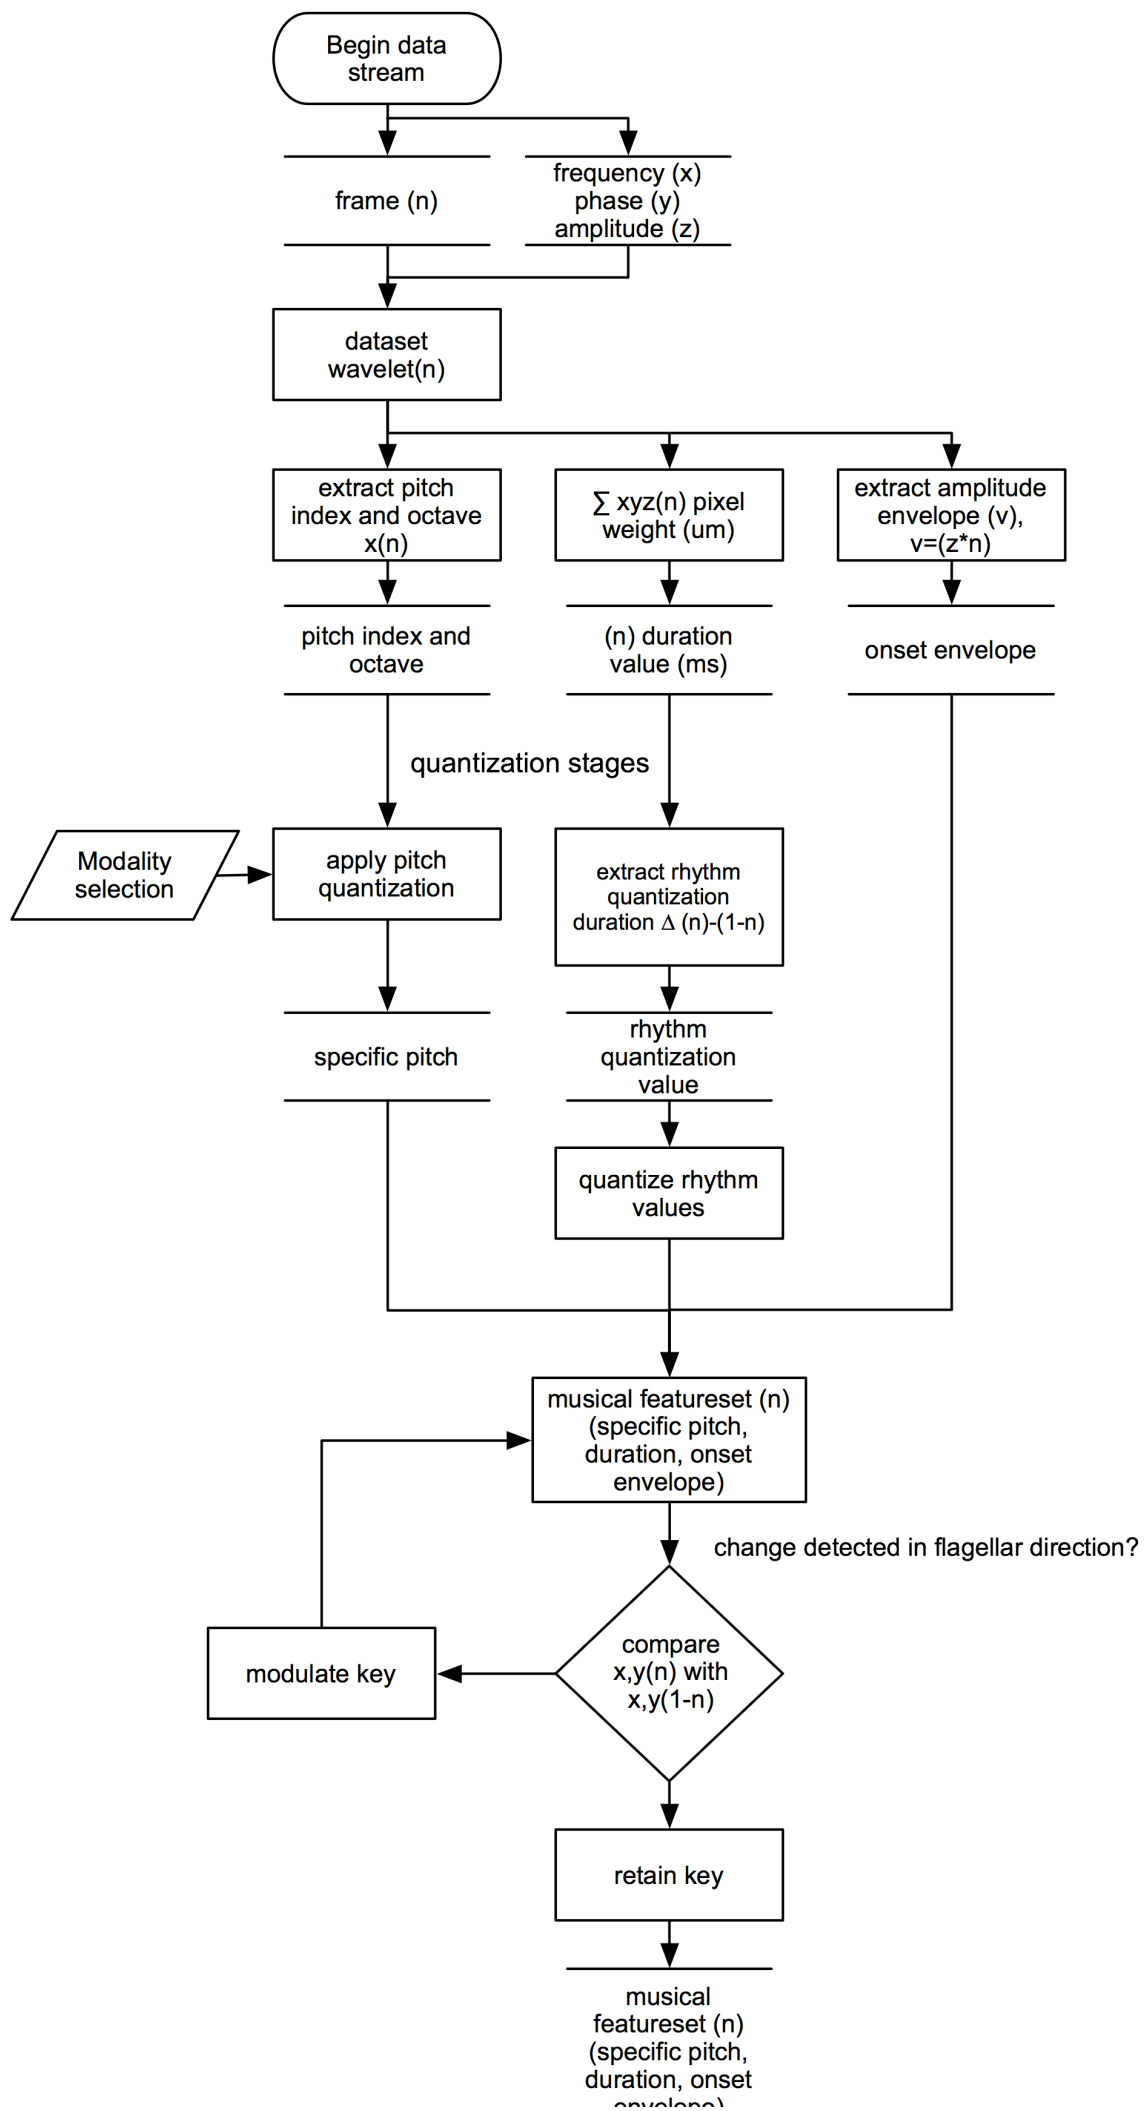 Begin data
stream
frame (n)
frequency (x)
phase (y)
amplitude (z)
dataset
wavelet(n)
extract pitch
index and octave
x(n)
∑ xyz(n) pixel
weight (um)
extract amplitude
envelope (v),
v=(z*n)
pitch index and
octave
(n) duration
value (ms)
onset envelope
quantization stages
Modality
selection
apply pitch
quantization
extract rhythm
quantization
duration Δ (n)-(1-n)
specific pitch
rhythm
quantization
value
quantize rhythm
values
musical featureset (n)
(specific pitch,
duration, onset
envelope)
change detected in flagellar direction?
compare
x,y(n) with
x,y(1-n)
modulate key
retain key
musical
featureset (n)
(specific pitch,
duration, onset
envelope)